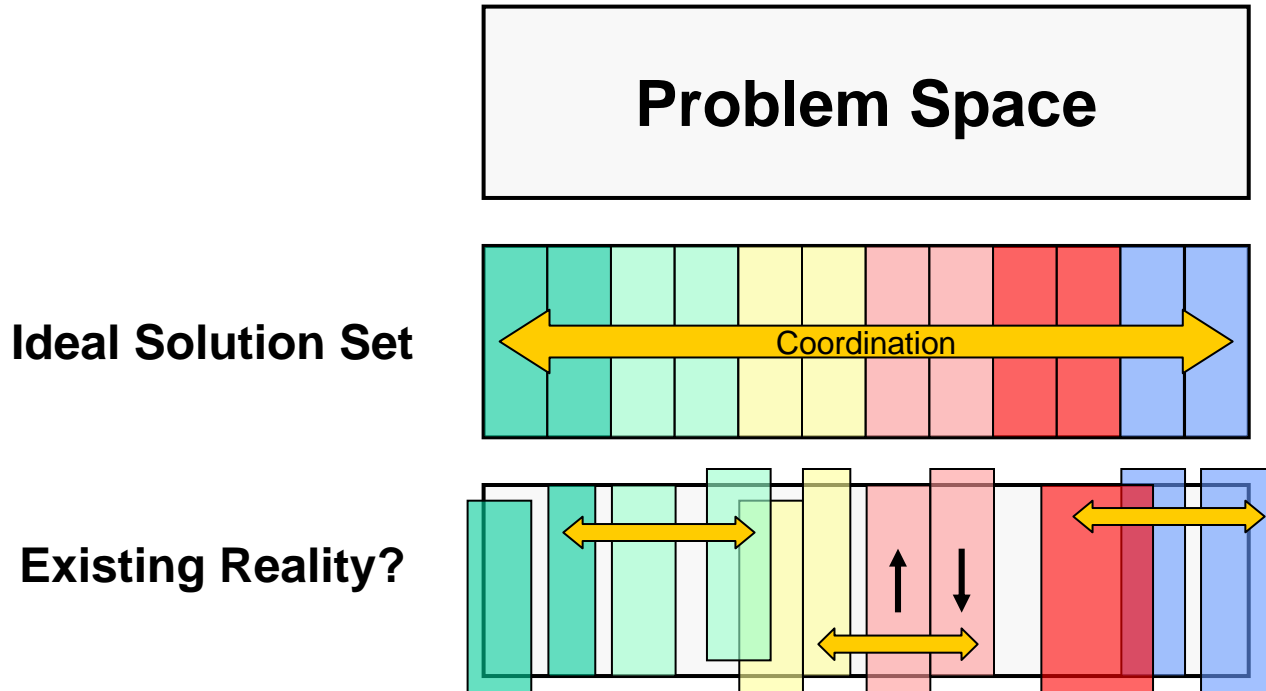 Problem Space
Ideal Solution Set
Coordination
Existing Reality?